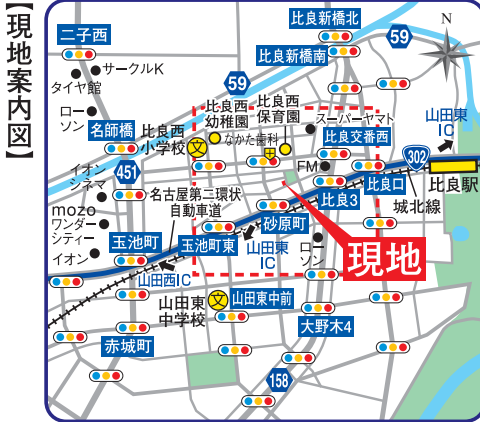 【現地案内図】
比良新橋北
N
二子西
59
比良新橋南
サークルK
タイヤ館
59
ロー
ソン
比良西
幼稚園
比良西
保育園
スーパーヤマト
山田東
IC
名師橋
比良西
小学校
文
なかた歯科
比良交番西
302
FM
451
イオン
シネマ
比良口
比良駅
名古屋第二環状
自動車道
比良3
城北線
mozo
ワンダー
シティー
砂原町
イオン
玉池町
玉池町東
山田東
IC
ロー
ソン
現地
山田西IC
山田東
中学校
文
山田東中前
大野木4
赤城町
158